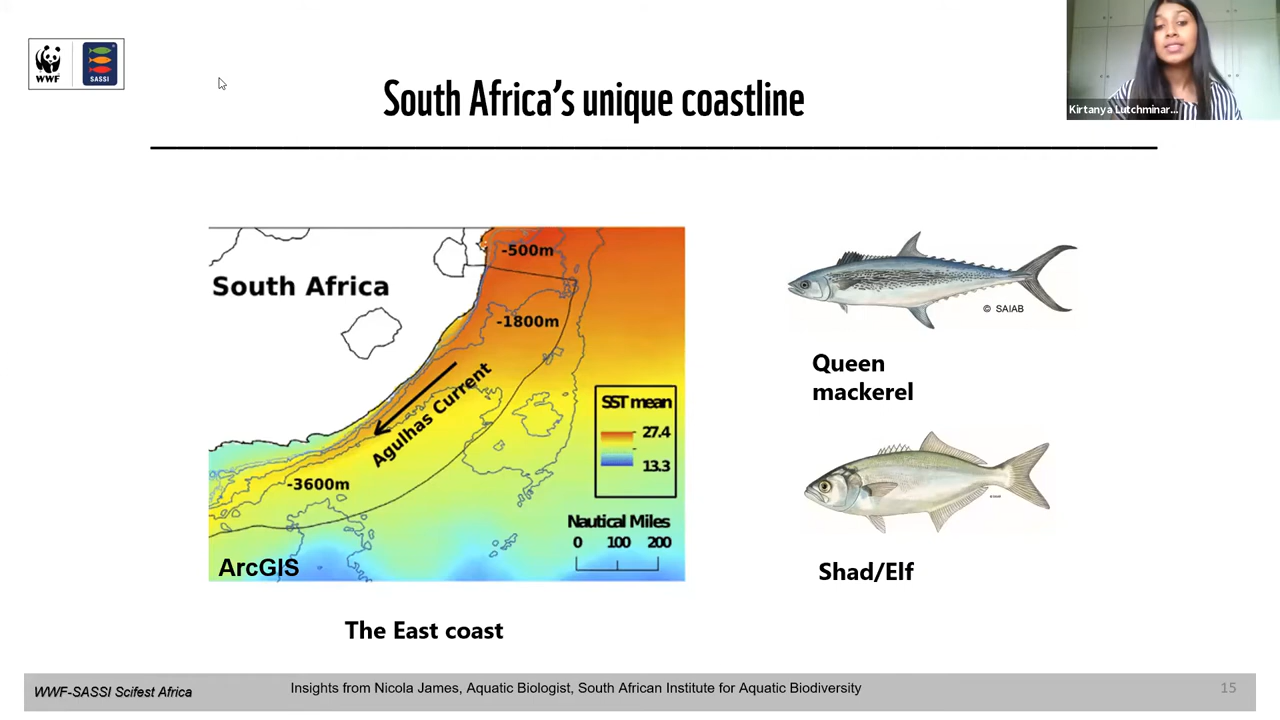 WWF
SASSI
South Africa's unique coastline
Kirtanya Lutchminar...
South Africa
-500m
-1800m
Agulhas Current
-3600m
SST mean
27.4
13.3
Nautical Miles
0 100 200
ArcGIS
The East coast
© SAIAB
Queen
mackerel
Shad/Elf
WWF-SASSI Scifest Africa
Insights from Nicola James, Aquatic Biologist, South African Institute for Aquatic Biodiversity
15